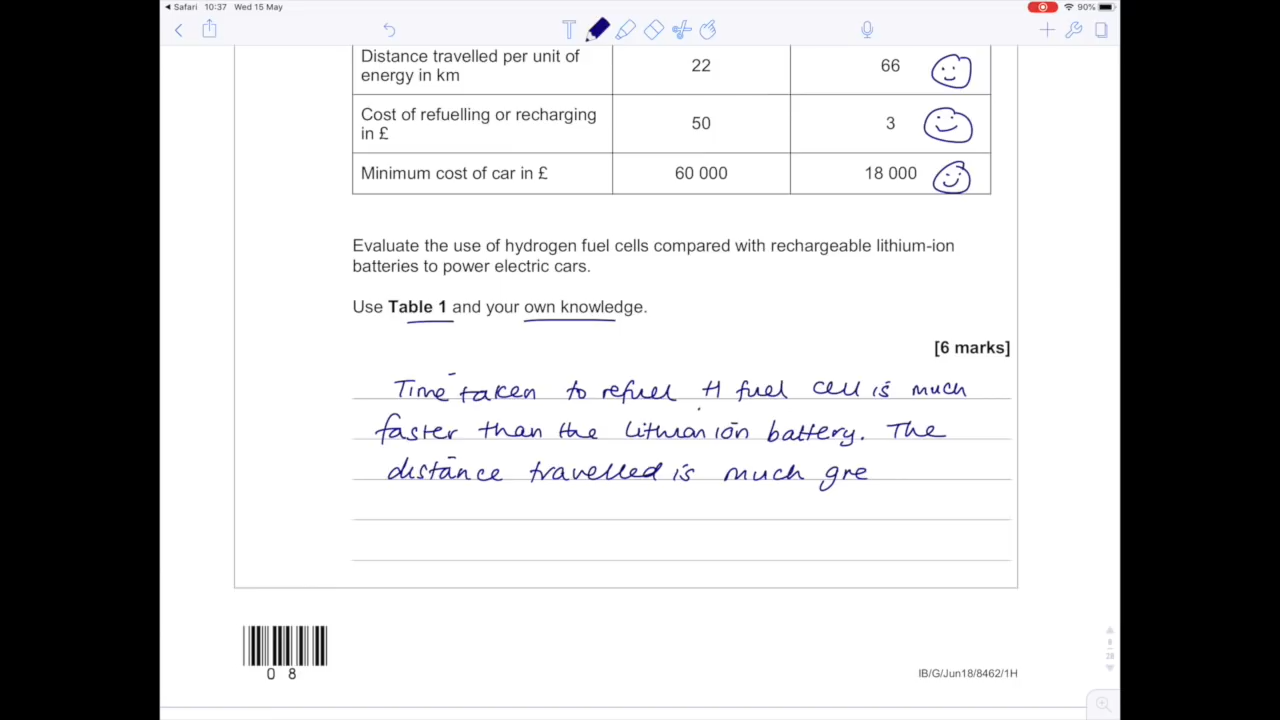 Safari 10:37 Wed 15 May 90%
Distance travelled per unit of energy in km 22 66
Cost of refuelling or recharging in £ 50 3
Minimum cost of car in £ 60 000 18 000
Evaluate the use of hydrogen fuel cells compared with rechargeable lithium-ion
batteries to power electric cars.
Use Table 1 and your own knowledge.
[6 marks]
Time taken to refuel H fuel cell is much
faster than the lithium ion battery. The
distance travelled is much gre
0 8
IB/G/Jun18/8462/1H
8
28